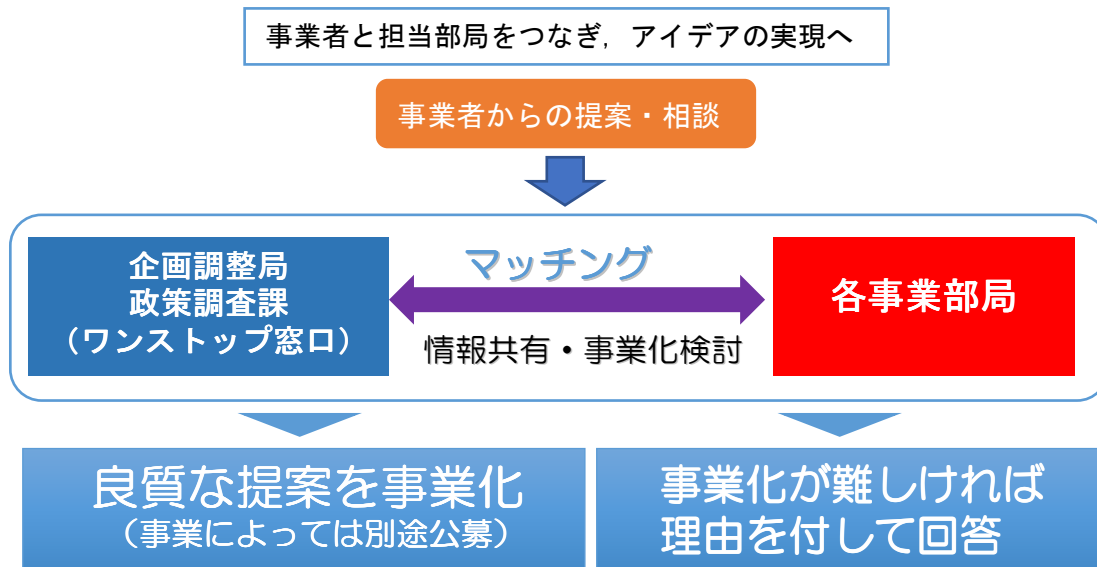 事業者と担当部局をつなぎ，アイデアの実現へ
事業者からの提案・相談
企画調整局
政策調査課
（ワンストップ窓口）
マッチング
情報共有・事業化検討
各事業部局
良質な提案を事業化
（事業によっては別途公募）
事業化が難しければ
理由を付して回答